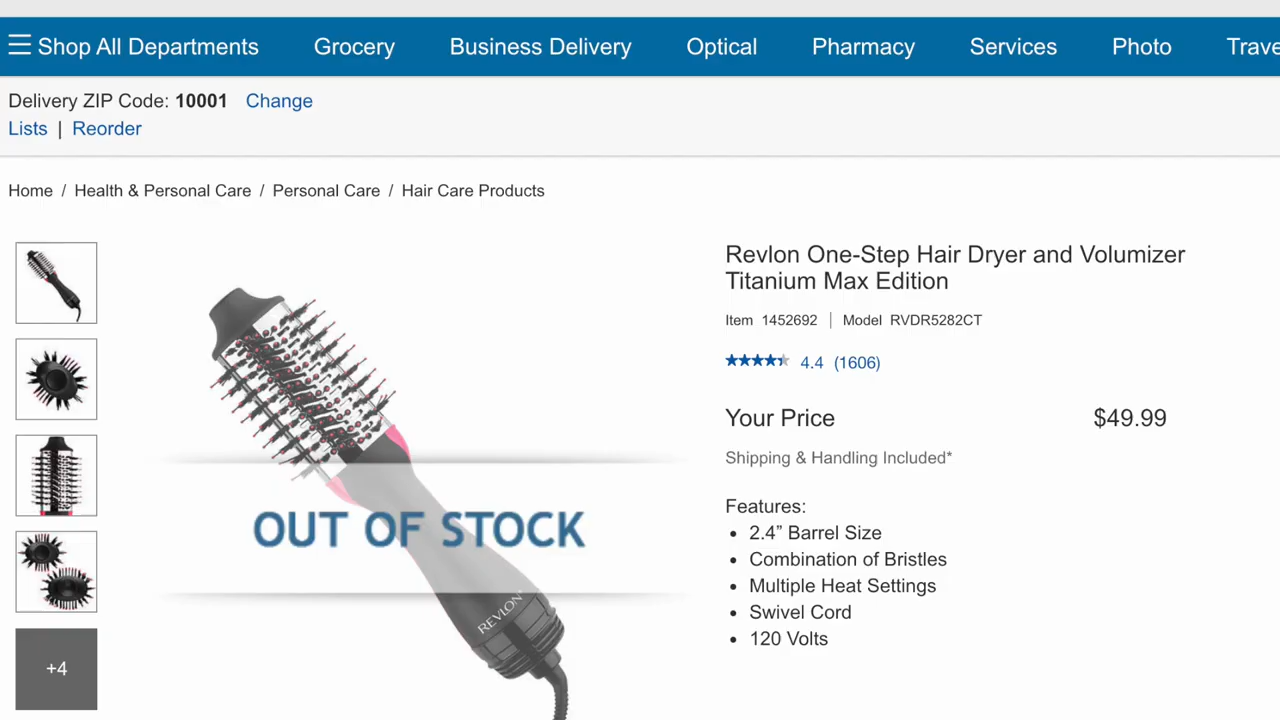 Shop All Departments Grocery Business Delivery Optical Pharmacy Services Photo Trave
Delivery ZIP Code: 10001 Change
Lists | Reorder
Home / Health & Personal Care / Personal Care / Hair Care Products
Revlon One-Step Hair Dryer and Volumizer
Titanium Max Edition
Item 1452692 | Model RVDR5282CT
4.4 (1606)
Your Price $49.99
Shipping & Handling Included*
Features:
• 2.4” Barrel Size
• Combination of Bristles
• Multiple Heat Settings
• Swivel Cord
• 120 Volts
OUT OF STOCK
REVLON
+4